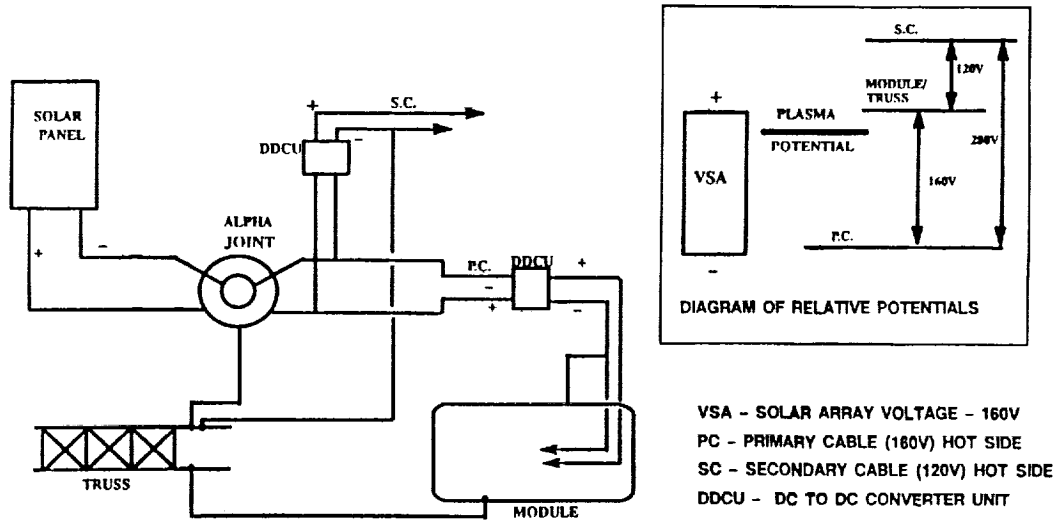 SOLAR
PANEL
+
-
+
S.C.
-
DDCU
ALPHA
JOINT
P.C.
DDCU
-
+
+
-
TRUSS
MODULE
S.C.
120V
MODULE/
TRUSS
+
PLASMA
POTENTIAL
VSA
160V
280V
P.C.
-
DIAGRAM OF RELATIVE POTENTIALS
VSA - SOLAR ARRAY VOLTAGE - 160V
PC - PRIMARY CABLE (160V) HOT SIDE
SC - SECONDARY CABLE (120V) HOT SIDE
DDCU - DC TO DC CONVERTER UNIT